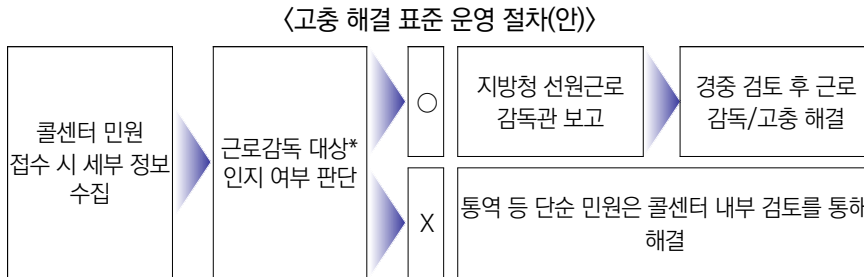 〈고충 해결 표준 운영 절차(안)〉
콜센터 민원
접수 시 세부 정보
수집
근로감독 대상*
인지 여부 판단
○
지방청 선원근로
감독관 보고
경중 검토 후 근로
감독/고충 해결
X
통역 등 단순 민원은 콜센터 내부 검토를 통해
해결